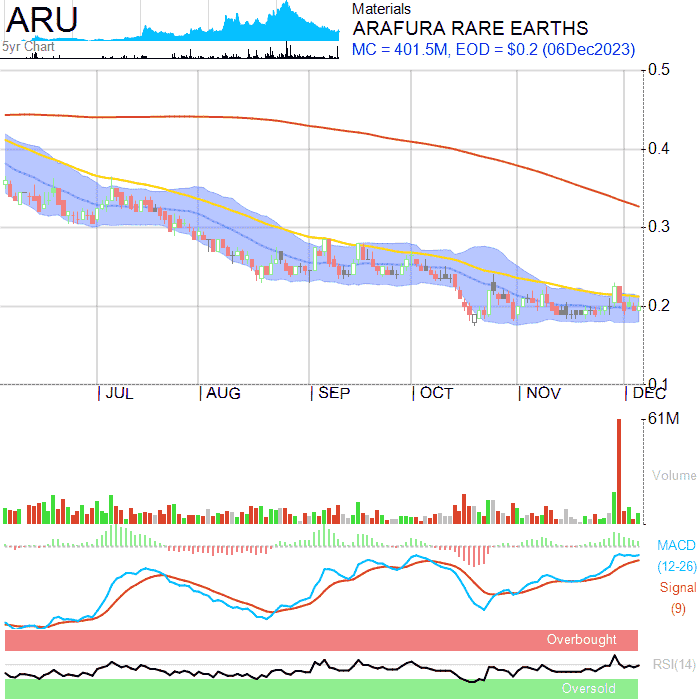 ARU
5yr Chart
Materials
ARAFURA RARE EARTHS
MC = 401.5M, EOD = $0.2 (06Dec2023)
0.5
0.4
0.3
0.2
0.1
JUL AUG SEP OCT NOV DEC
61M
Volume
MACD
(12-26)
Signal
(9)
Overbought
RSI(14)
Oversold